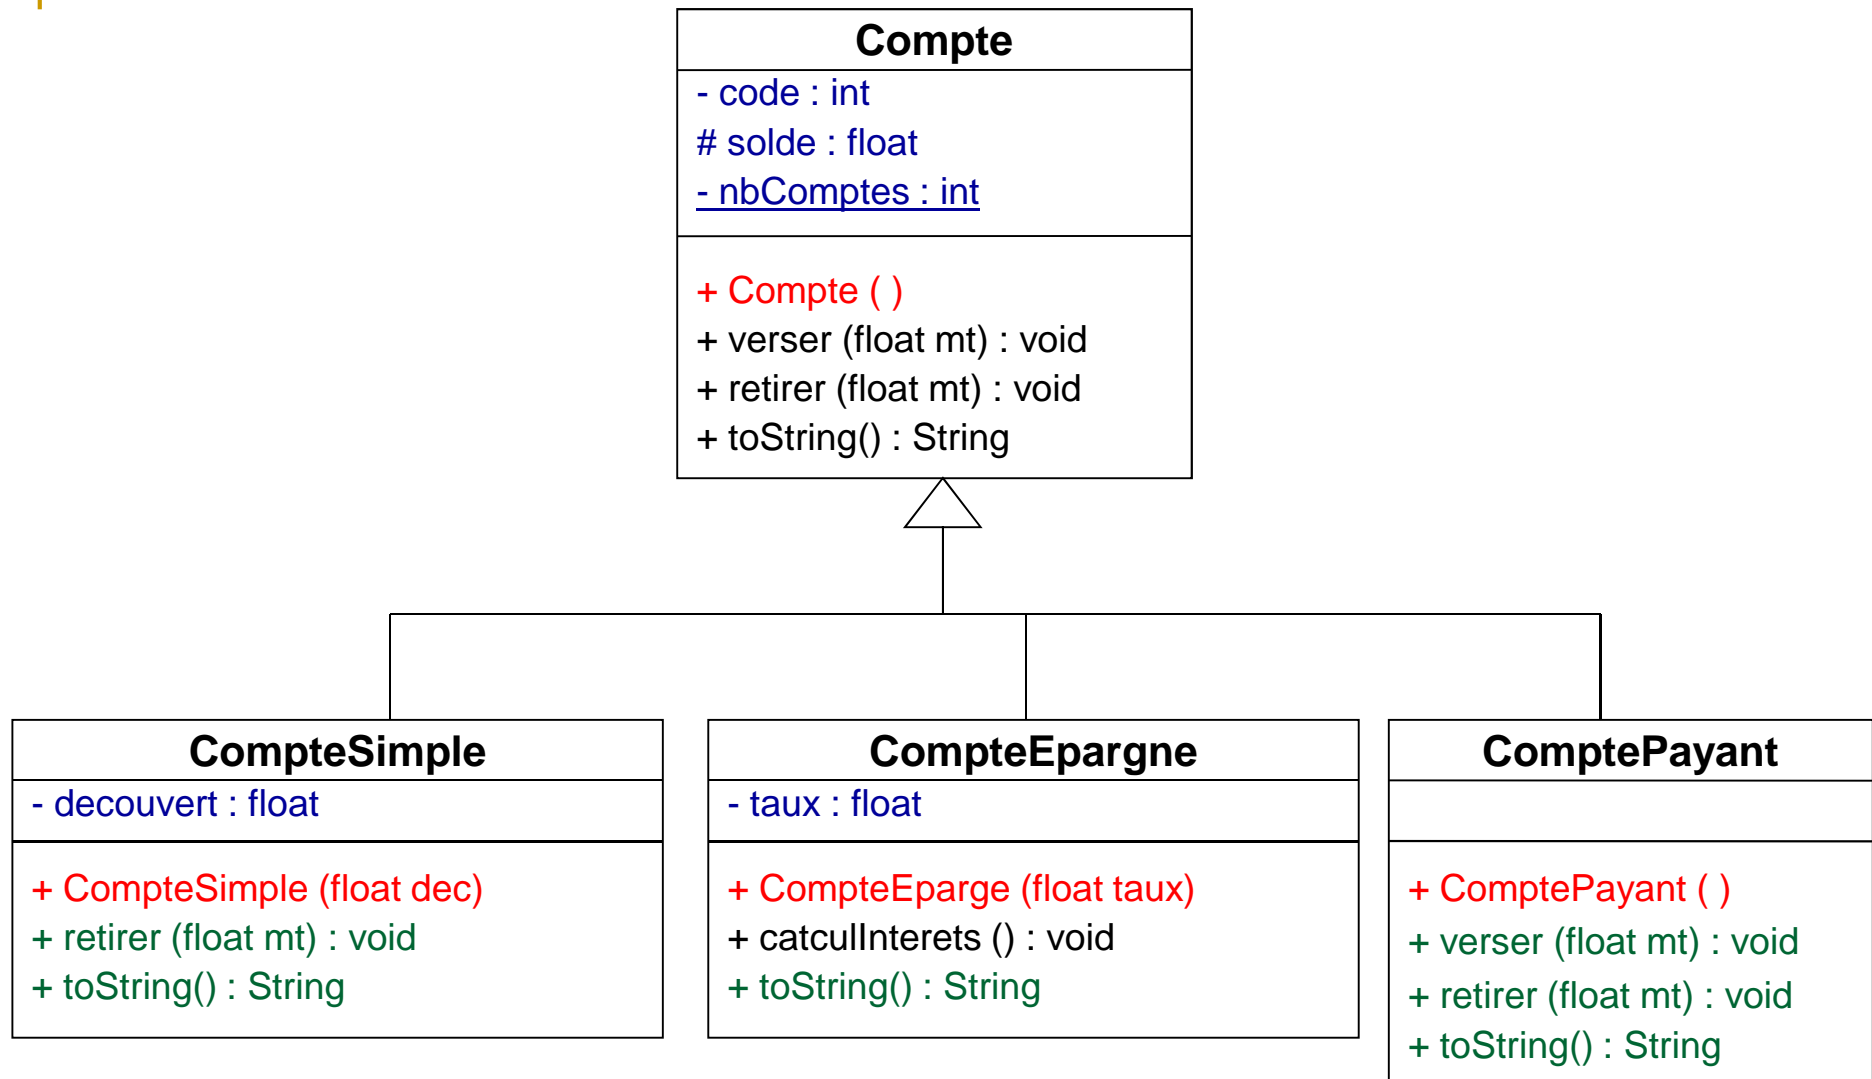 Compte
- code : int
# solde : float
- nbComptes : int
+ Compte ( )
+ verser (float mt) : void
+ retirer (float mt) : void
+ toString() : String
CompteSimple
- decouvert : float
+ CompteSimple (float dec)
+ retirer (float mt) : void
+ toString() : String
CompteEpargne
- taux : float
+ CompteEparge (float taux)
+ catculInterets () : void
+ toString() : String
ComptePayant
+ ComptePayant ( )
+ verser (float mt) : void
+ retirer (float mt) : void
+ toString() : String